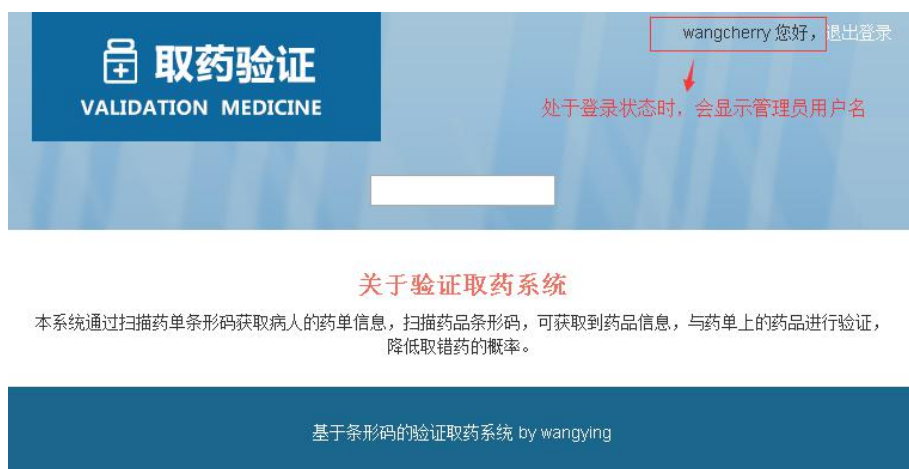 wangcherry 您好，退出登录
取药验证
VALIDATION MEDICINE
处于登录状态时，会显示管理员用户名
关于验证取药系统
本系统通过扫描药单条形码获取病人的药单信息，扫描药品条形码，可获取到药品信息，与药单上的药品进行验证，
降低取错药的概率。
基于条形码的验证取药系统 by wangying